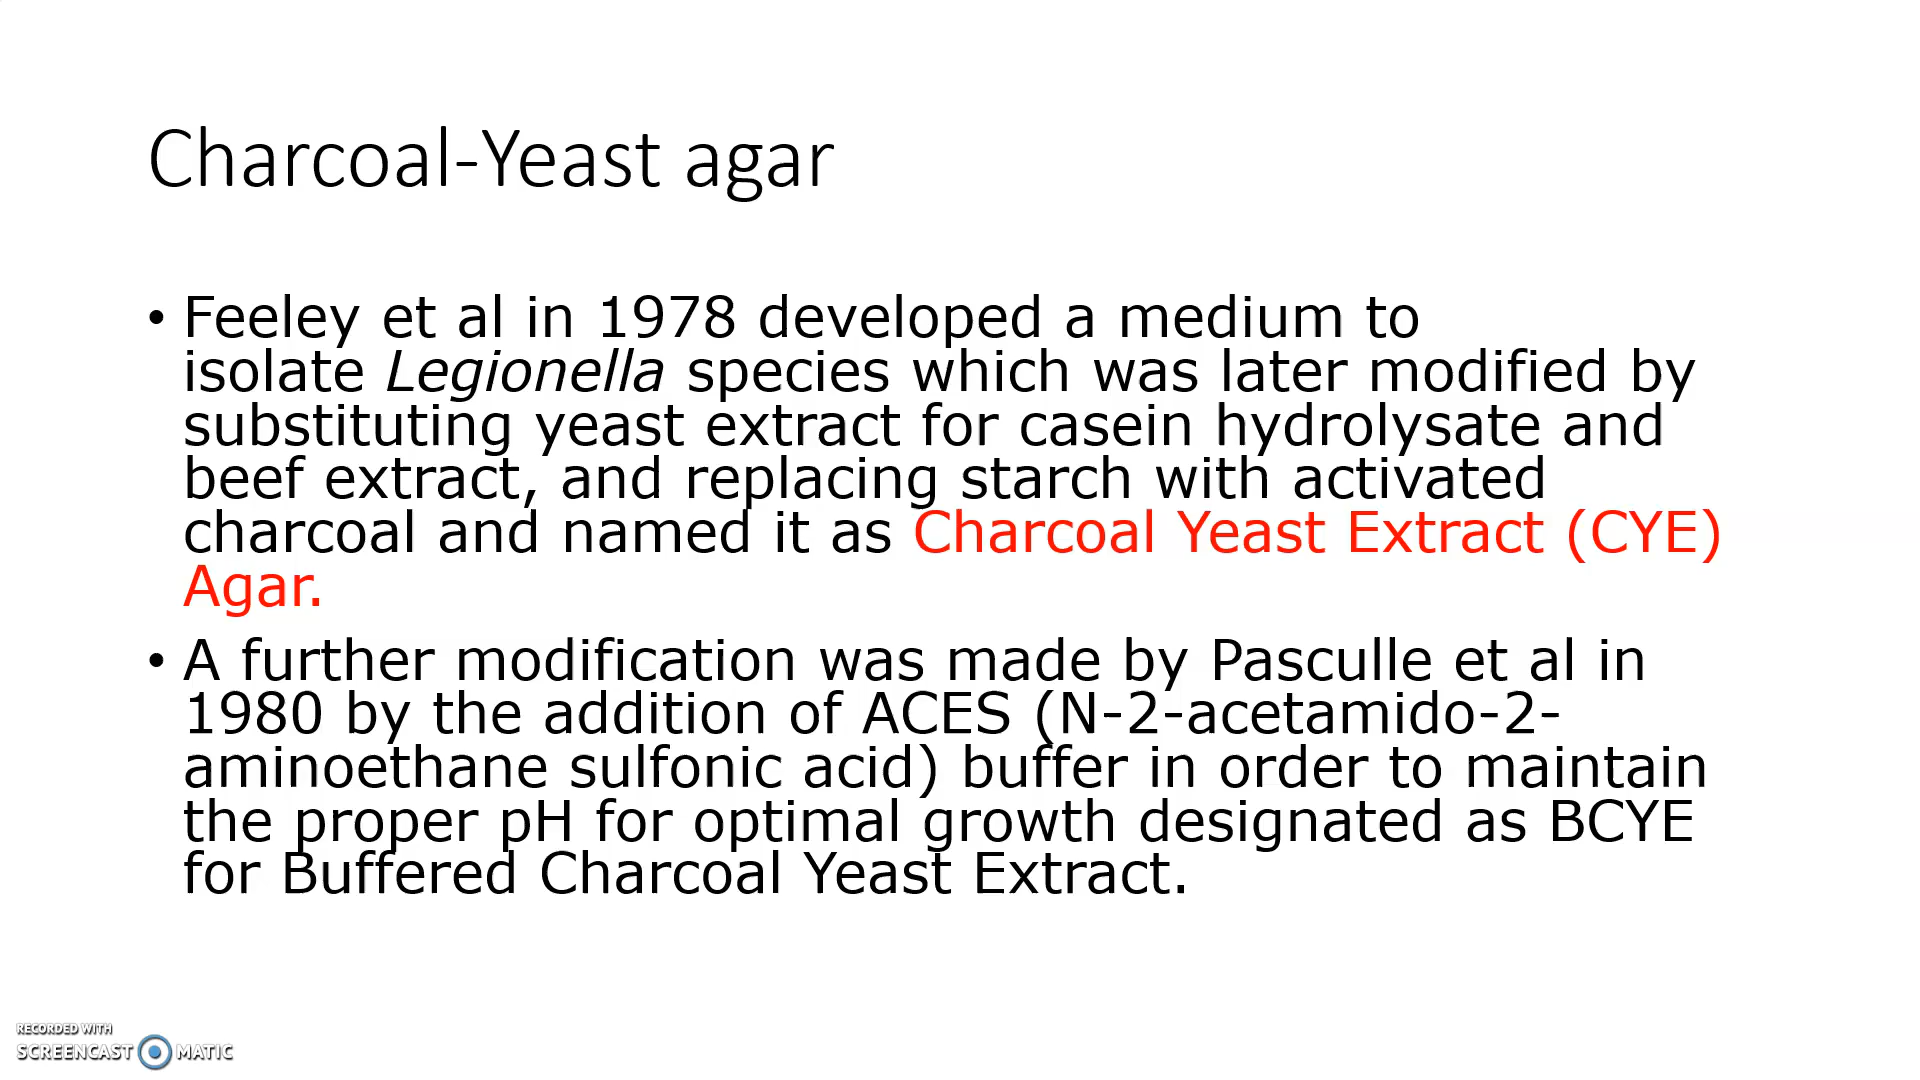 Charcoal-Yeast agar
• Feeley et al in 1978 developed a medium to
isolate Legionella species which was later modified by
substituting yeast extract for casein hydrolysate and
beef extract, and replacing starch with activated
charcoal and named it as Charcoal Yeast Extract (CYE)
Agar.
• A further modification was made by Pasculle et al in
1980 by the addition of ACES (N-2-acetamido-2-
aminoethane sulfonic acid) buffer in order to maintain
the proper pH for optimal growth designated as BCYE
for Buffered Charcoal Yeast Extract.
RECORDED WITH
SCREENCAST MATIC